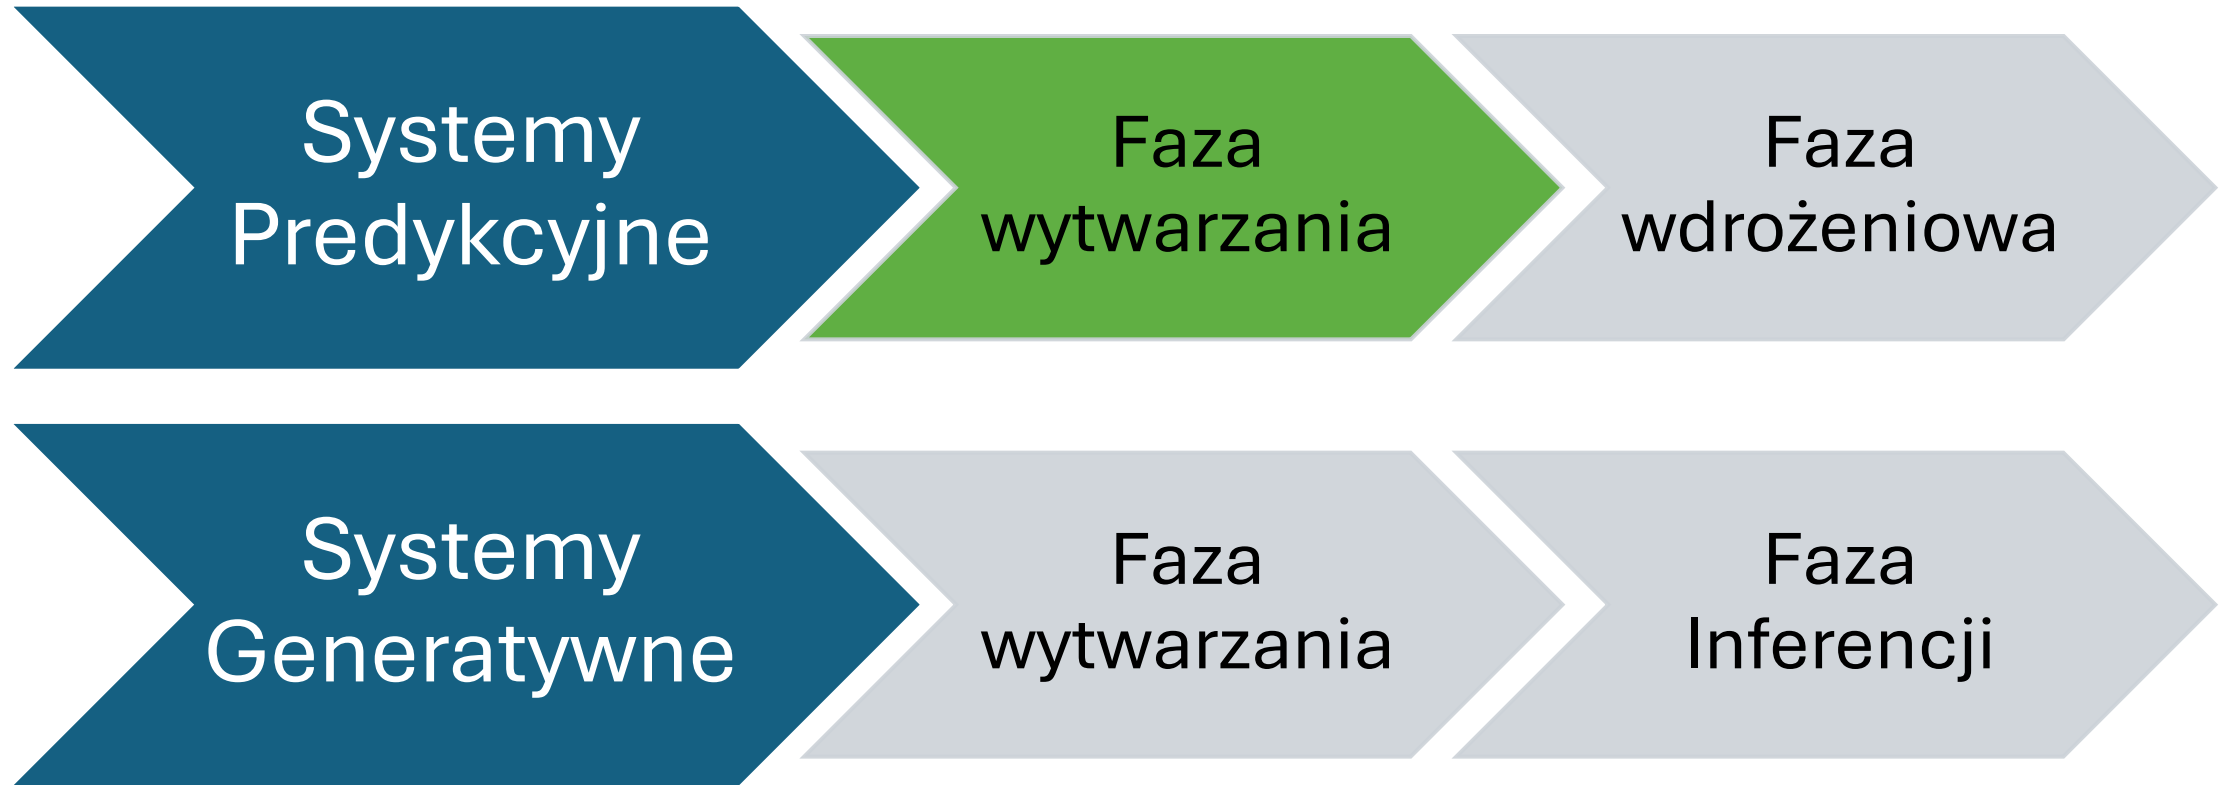 Systemy
Predykcyjne
Faza
wytwarzania
Faza
wdrożeniowa
Systemy
Generatywne
Faza
wytwarzania
Faza
Inferencji